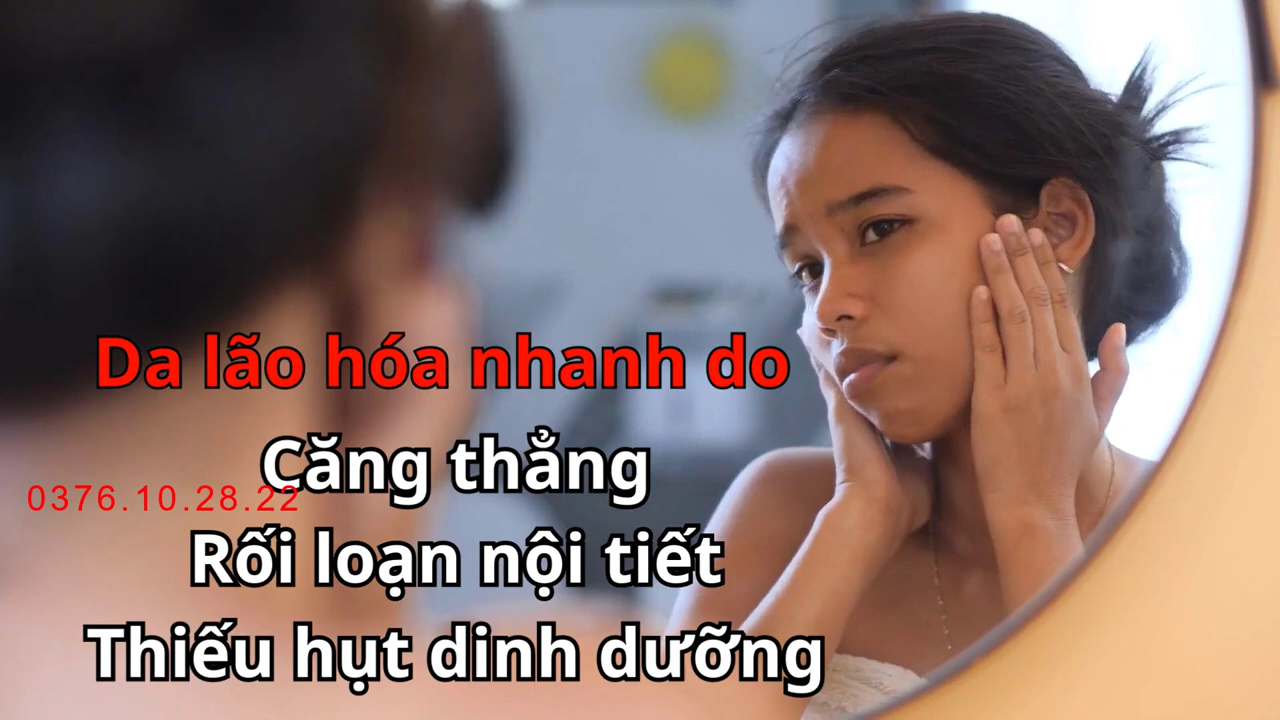 Da lão hóa nhanh do
Căng thẳng
0376.10.28.22
Rối loạn nội tiết
Thiếu hụt dinh dưỡng